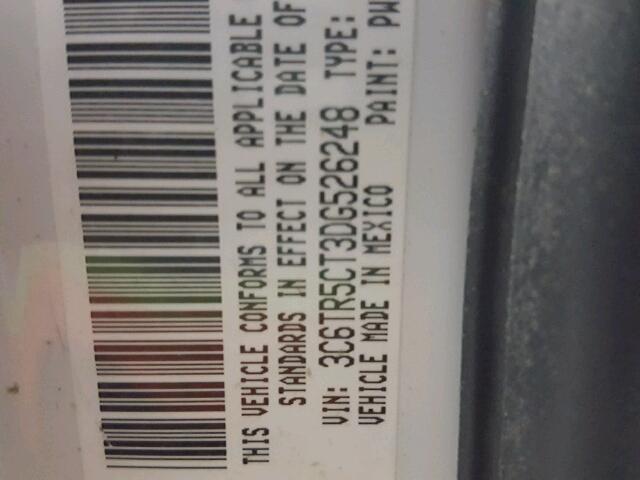 THIS VEHICLE CONFORMS TO ALL APPLICABLE
STANDARDS IN EFFECT ON THE DATE OF
VIN: 3C6TR5CT3DG526248 TYPE:
VEHICLE MADE IN MEXICO PAINT: PW